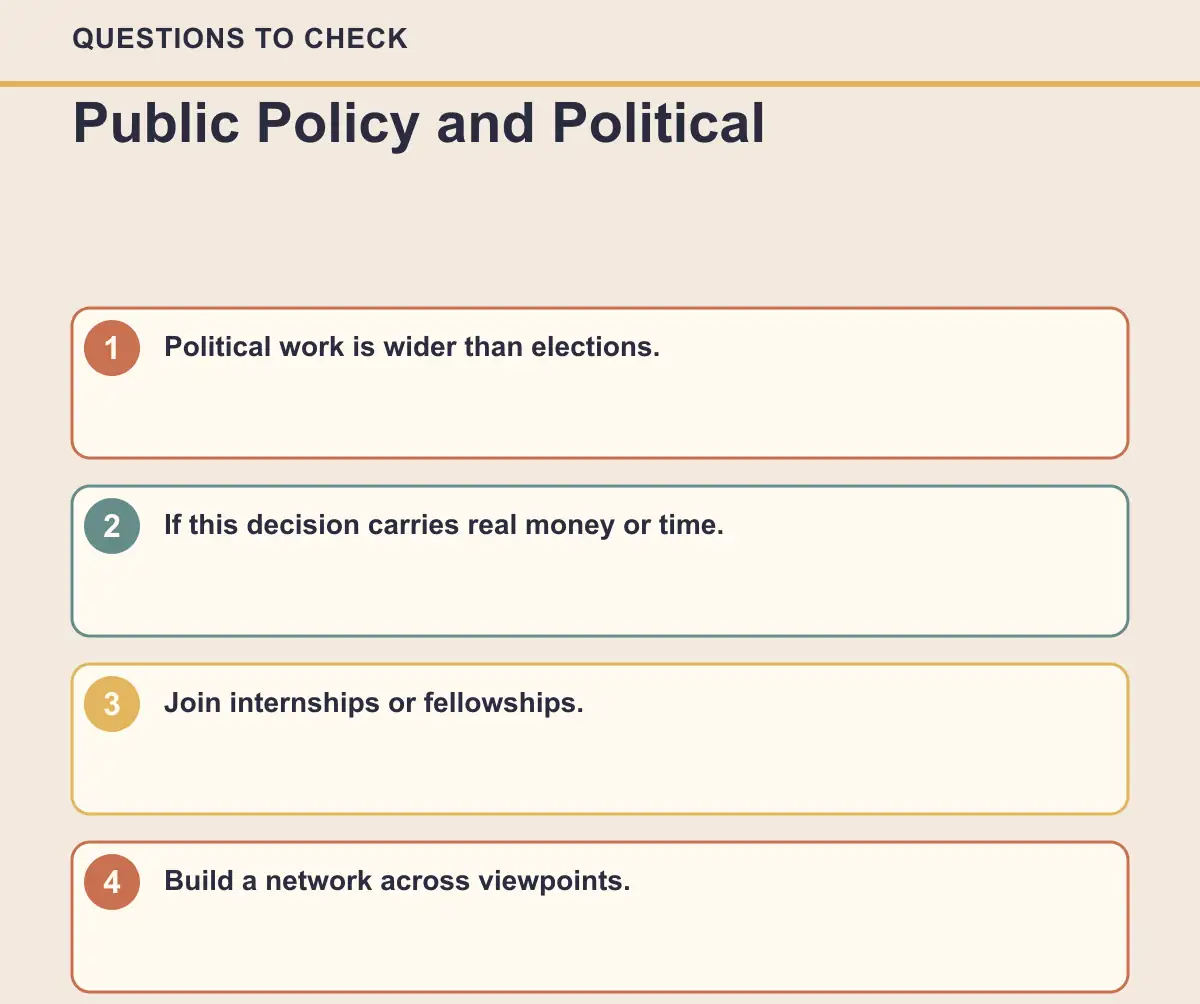 QUESTIONS TO CHECK
Public Policy and Political
1
Political work is wider than elections.
2
If this decision carries real money or time.
3
Join internships or fellowships.
4
Build a network across viewpoints.